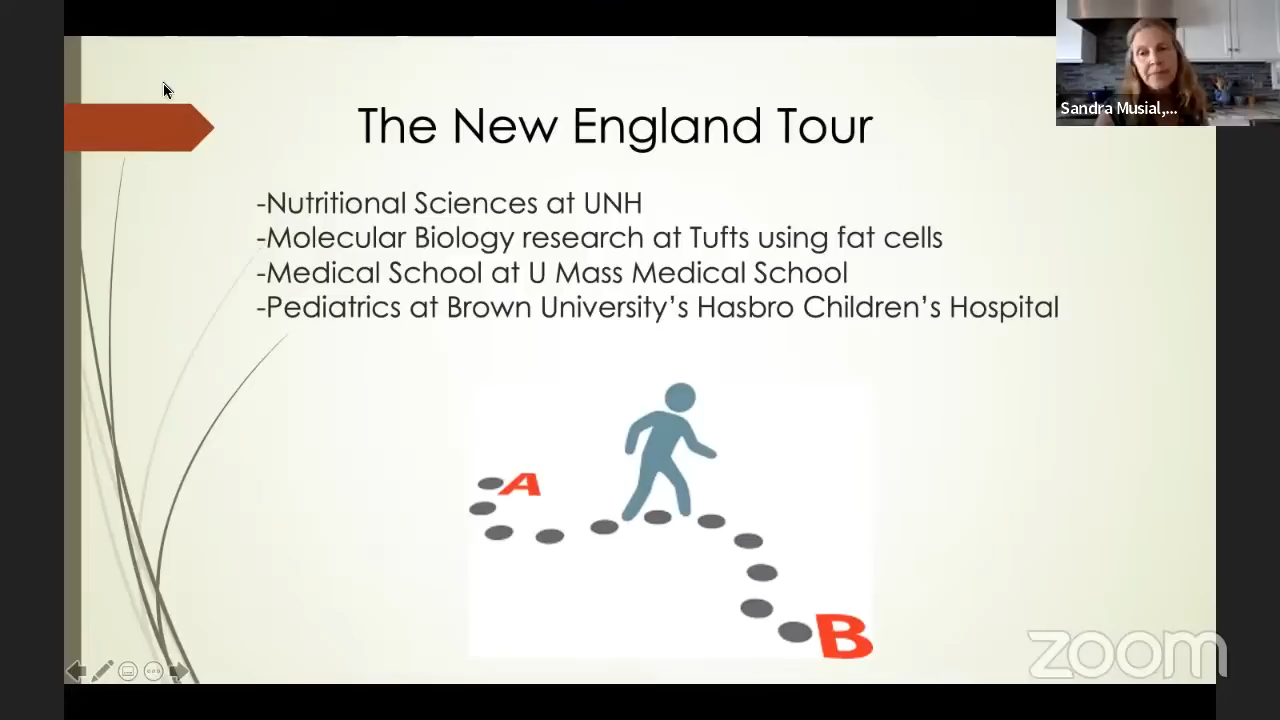 Sandra Musial,...
The New England Tour
-Nutritional Sciences at UNH
-Molecular Biology research at Tufts using fat cells
-Medical School at U Mass Medical School
-Pediatrics at Brown University’s Hasbro Children’s Hospital
A
B
zoom